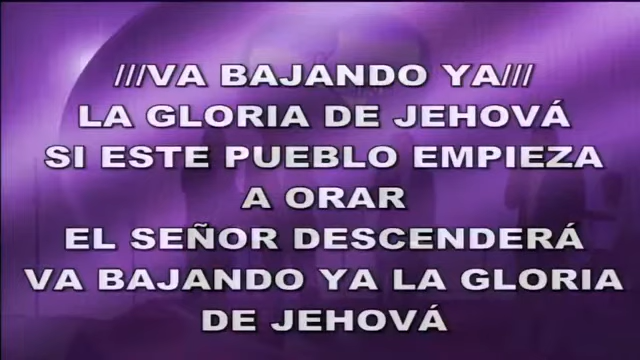 ///VA BAJANDO YA///
LA GLORIA DE JEHOVÁ
SI ESTE PUEBLO EMPIEZA
A ORAR
EL SEÑOR DESCENDERÁ
VA BAJANDO YA LA GLORIA
DE JEHOVÁ